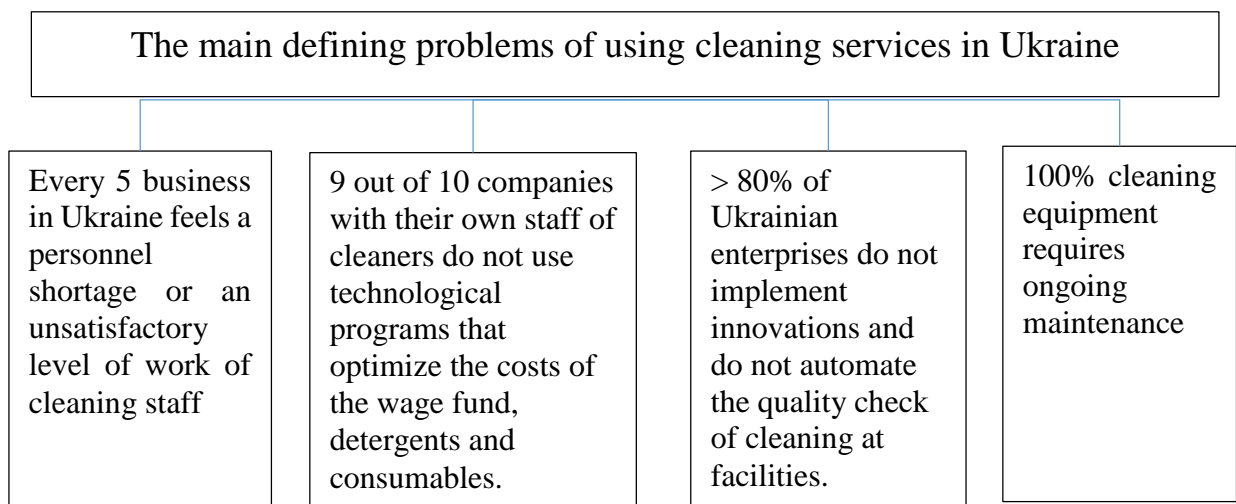 The main defining problems of using cleaning services in Ukraine
Every 5 business
in Ukraine feels a
personnel
shortage or an
unsatisfactory
level of work of
cleaning staff
9 out of 10 companies
with their own staff of
cleaners do not use
technological
programs that
optimize the costs of
the wage fund,
detergents and
consumables.
> 80% of
Ukrainian
enterprises do not
implement
innovations and
do not automate
the quality check
of cleaning at
facilities.
100% cleaning
equipment
requires
ongoing
maintenance